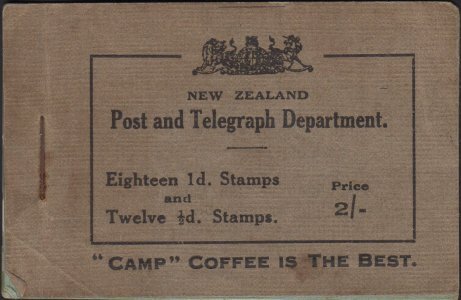 NEW ZEALAND
Post and Telegraph Department.
Eighteen 1d. Stamps
and
Twelve ½d. Stamps.
Price
2/-
"CAMP" COFFEE IS THE BEST.